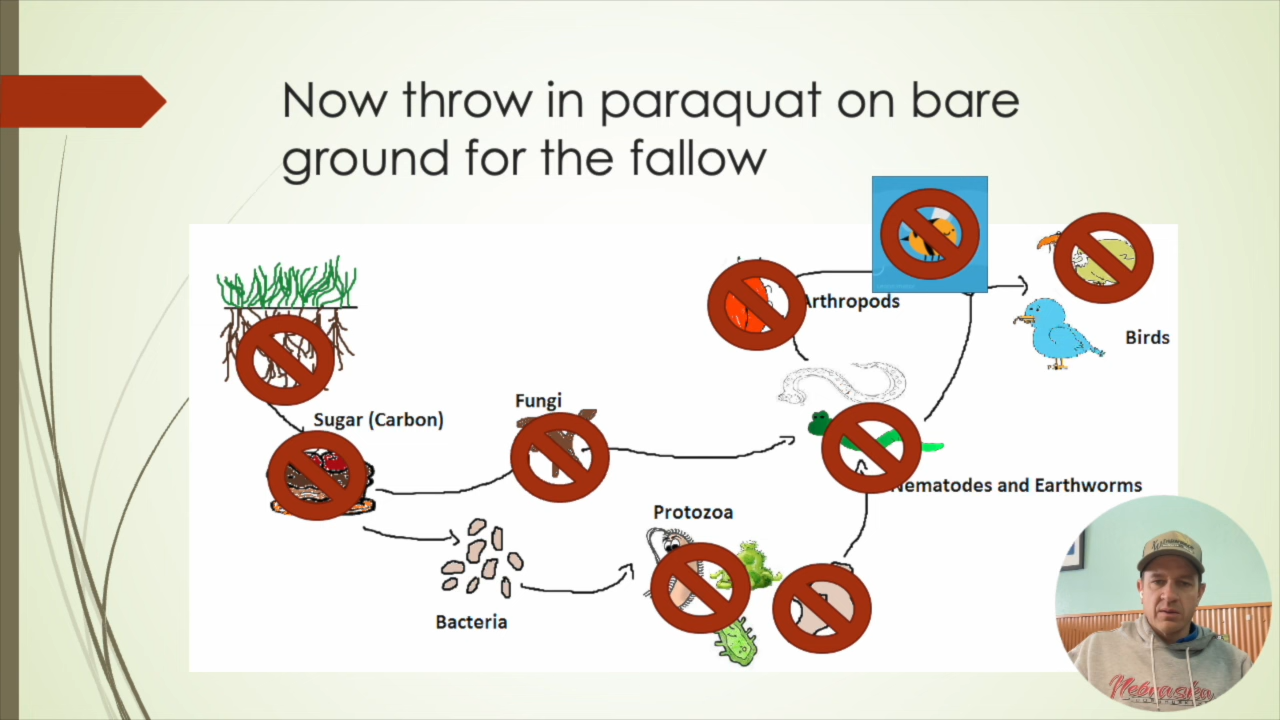 Now throw in paraquat on bare
ground for the fallow
Arthropods
Birds
Fungi
Sugar (Carbon)
Nematodes and Earthworms
Protozoa
Bacteria
Nebraska